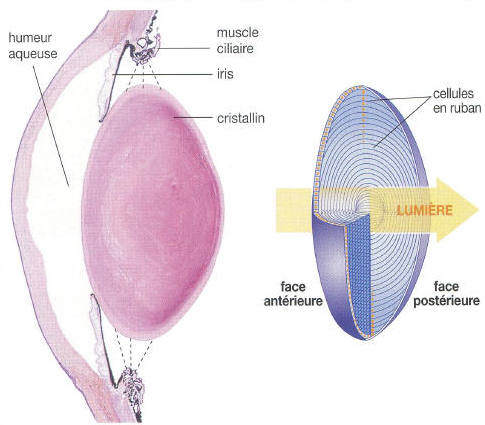 humeur
aqueuse
muscle
ciliaire
iris
cristallin
cellules
en ruban
LUMIÈRE
face
antérieure
face
postérieure